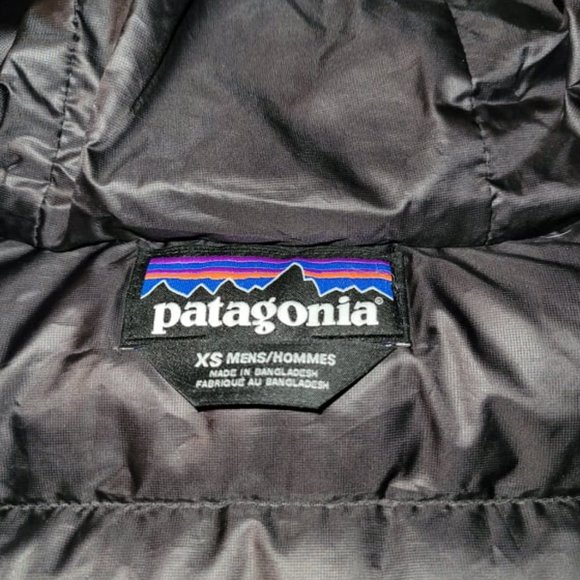 patagonia®
XS MENS/HOMMES
MADE IN BANGLADESH
FABRIQUÉ AU BANGLADESH